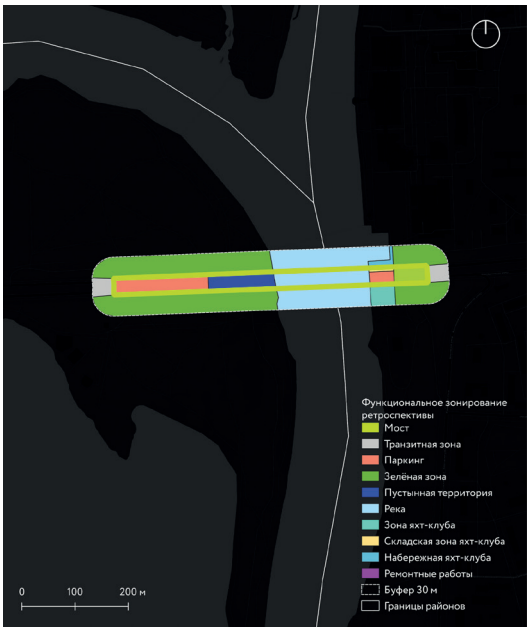 Функциональное зонирование
ретроспективы
Мост
Транзитная зона
Паркинг
Зелёная зона
Пустынная территория
Река
Зона яхт-клуба
Складская зона яхт-клуба
Набережная яхт-клуба
Ремонтные работы
Буфер 30 м
Границы районов
0 100 200 м